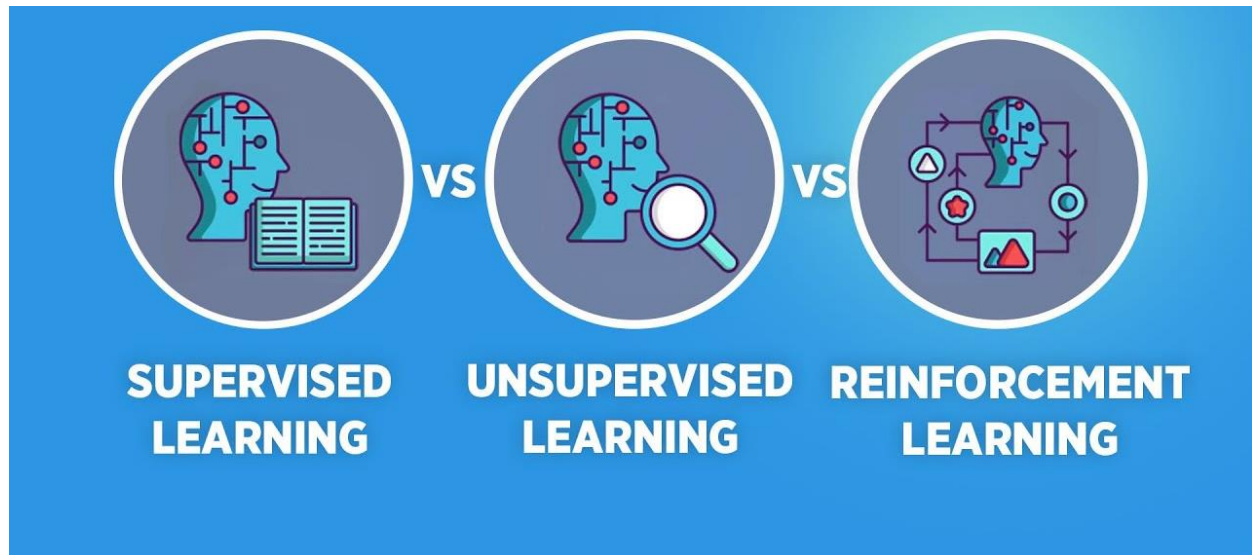 VS
VS
SUPERVISED
LEARNING
UNSUPERVISED
LEARNING
REINFORCEMENT
LEARNING